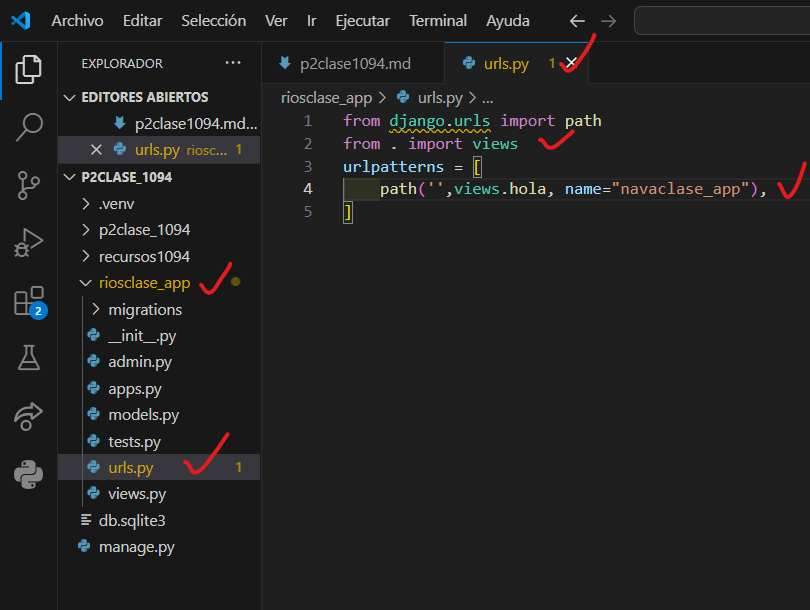 Archivo Editar Selección Ver Ir Ejecutar Terminal Ayuda
EXPLORADOR ...
EDITORES ABIERTOS
p2clase1094.md...
urls.py riosc... 1
P2CLASE_1094
.venv
p2clase_1094
recursos1094
riosclase_app
migrations
__init__.py
admin.py
apps.py
models.py
tests.py
urls.py 1
views.py
db.sqlite3
manage.py
2
p2clase1094.md
urls.py 1
riosclase_app > urls.py > ...
1 from django.urls import path
2 from . import views
3 urlpatterns = [
4 path('',views.hola, name="navaclase_app"),
5 ]